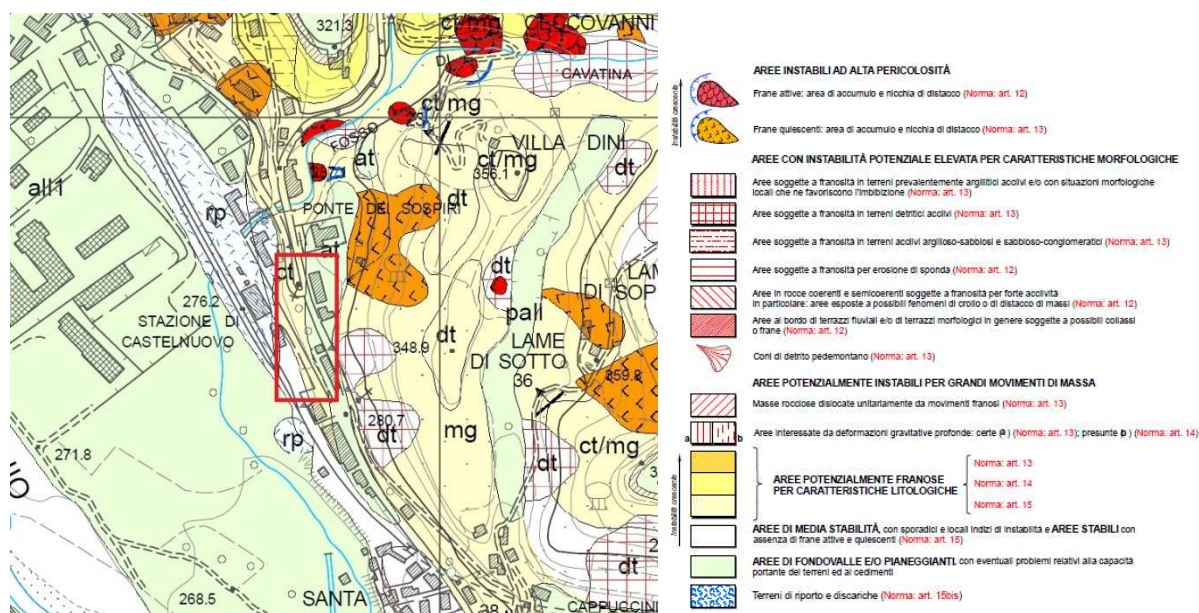 321.3
ct/mg
CECCOVANNI
DI
CAVATINA
ct/mg
FOSSO
VILLA DINI
at
ct/mg
356.1
dt
dt
dt
all1
rp
PONTE DEI SOSPIRI
at
ct
dt
276.2
STAZIONE DI
CASTELNUOVO
pall
348.9
dt
LAME
DI SOTTO
36
359.8
280.7
dt
rp
mg
ct/mg
dt
271.8
268.5
SANTA
dt
CAPPUCCINI
Instabilità crescente
AREE INSTABILI AD ALTA PERICOLOSITÀ
Frane attive: area di accumulo e nicchia di distacco (Norma: art. 12)
Frane quiescenti: area di accumulo e nicchia di distacco (Norma: art. 13)
AREE CON INSTABILITÀ POTENZIALE ELEVATA PER CARATTERISTICHE MORFOLOGICHE
Aree soggette a franosità in terreni prevalentemente argillitici acclivi e/o con situazioni morfologiche
locali che ne favoriscono l'imbibizione (Norma: art. 13)
Aree soggette a franosità in terreni detritici acclivi (Norma: art. 13)
Aree soggette a franosità in terreni acclivi argilloso-sabbiosi e sabbioso-conglomeratici (Norma: art. 13)
Aree soggette a franosità per erosione di sponda (Norma: art. 12)
Aree in rocce coerenti e semicoerenti soggette a franosità per forte acclività
in particolare: aree esposte a possibili fenomeni di crollo o di distacco di massi (Norma: art. 12)
Aree al bordo di terrazzi fluviali e/o di terrazzi morfologici in genere soggette a possibili collassi
o frane (Norma: art. 12)
Coni di detrito pedemontano (Norma: art. 13)
AREE POTENZIALMENTE INSTABILI PER GRANDI MOVIMENTI DI MASSA
Masse rocciose dislocate unitariamente da movimenti franosi (Norma: art. 13)
a b Aree interessate da deformazioni gravitative profonde: certe (a) (Norma: art. 13); presunte (b) (Norma: art. 14)
Instabilità crescente
AREE POTENZIALMENTE FRANOSE
PER CARATTERISTICHE LITOLOGICHE
Norma: art. 13
Norma: art. 14
Norma: art. 15
AREE DI MEDIA STABILITÀ, con sporadici e locali indizi di instabilità e AREE STABILI con
assenza di frane attive e quiescenti (Norma: art. 15)
AREE DI FONDOVALLE E/O PIANEGGIANTI, con eventuali problemi relativi alla capacità
portante dei terreni ed ai cedimenti
Terreni di riporto e discariche (Norma: art. 15bis)